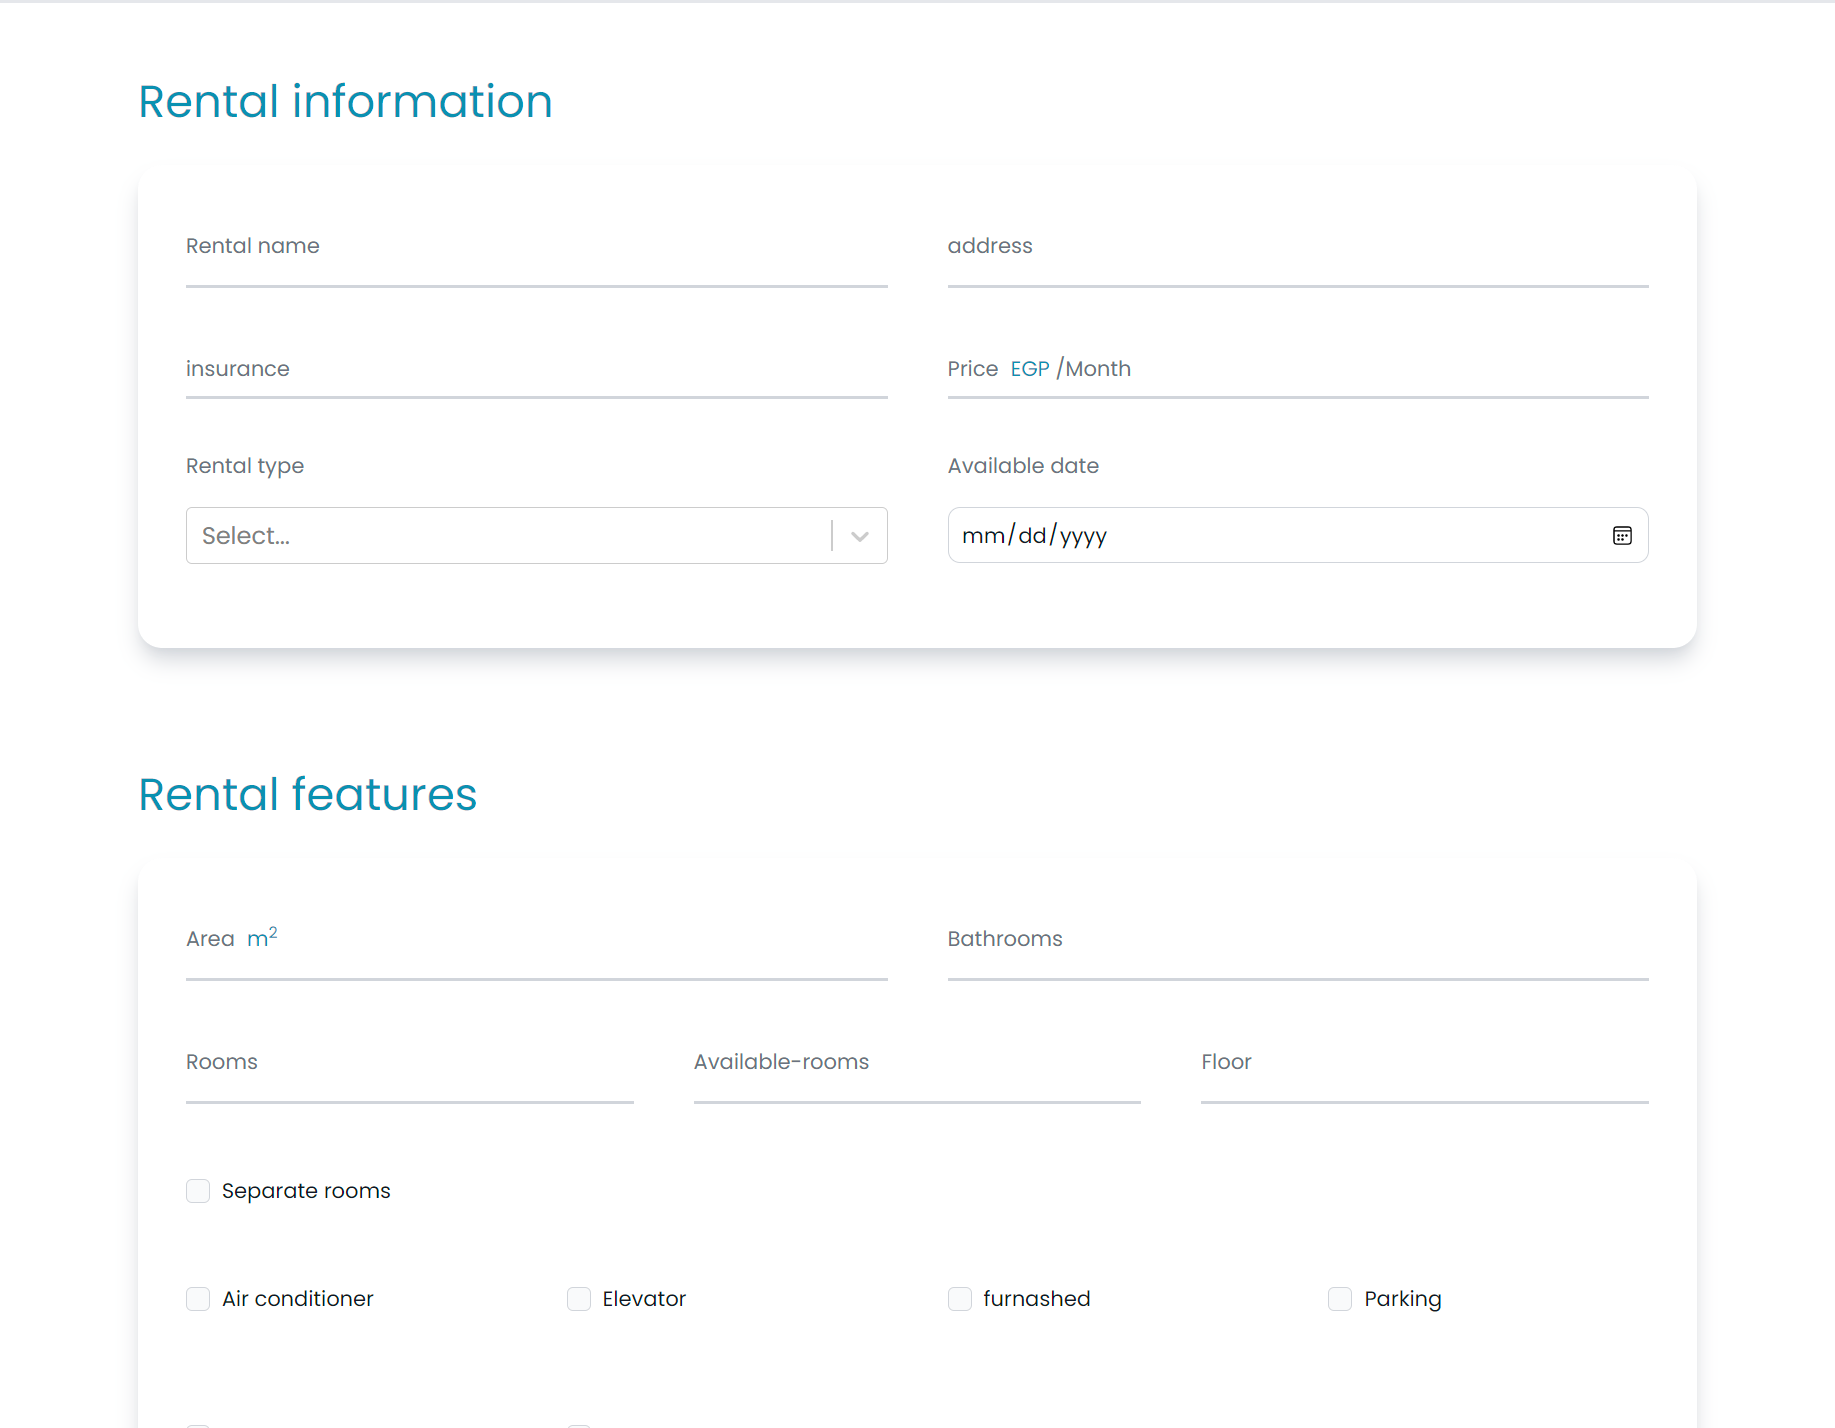 Rental information
Rental name
address
insurance
Price EGP /Month
Rental type
Available date
Select...
mm/dd/yyyy
Rental features
Area m²
Bathrooms
Rooms
Available-rooms
Floor
Separate rooms
Air conditioner
Elevator
furnashed
Parking